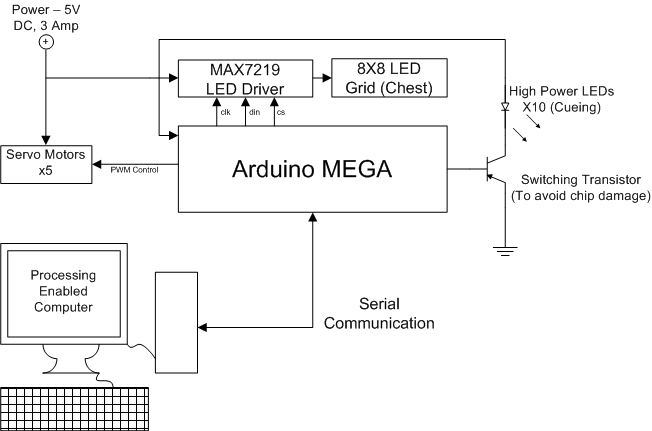 Power – 5V
DC, 3 Amp
MAX7219
LED Driver
8X8 LED
Grid (Chest)
High Power LEDs
X10 (Cueing)
clk
din
cs
Servo Motors
x5
PWM Control
Arduino MEGA
Switching Transistor
(To avoid chip damage)
Processing
Enabled
Computer
Serial
Communication